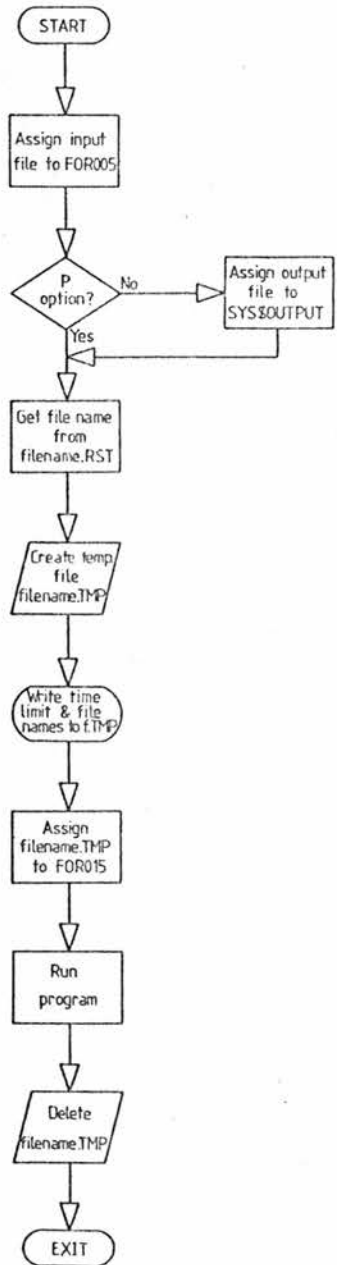 START
Assign input
file to FOR005
P
option?
No
Assign output
file to
SYS$OUTPUT
Yes
Get file name
from
filename.RST
Create temp.
file
filename.TMP
Write time
limit & file
names to f.TMP
Assign
filename.TMP
to FOR015
Run
program
Delete
filename.TMP
EXIT